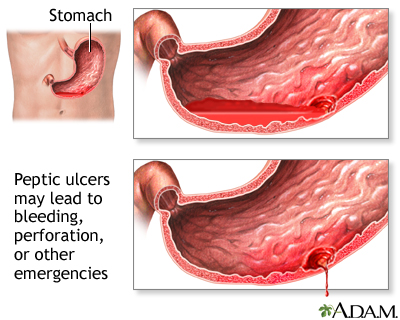 Stomach
Peptic ulcers
may lead to
bleeding,
perforation,
or other
emergencies
A.D.A.M.